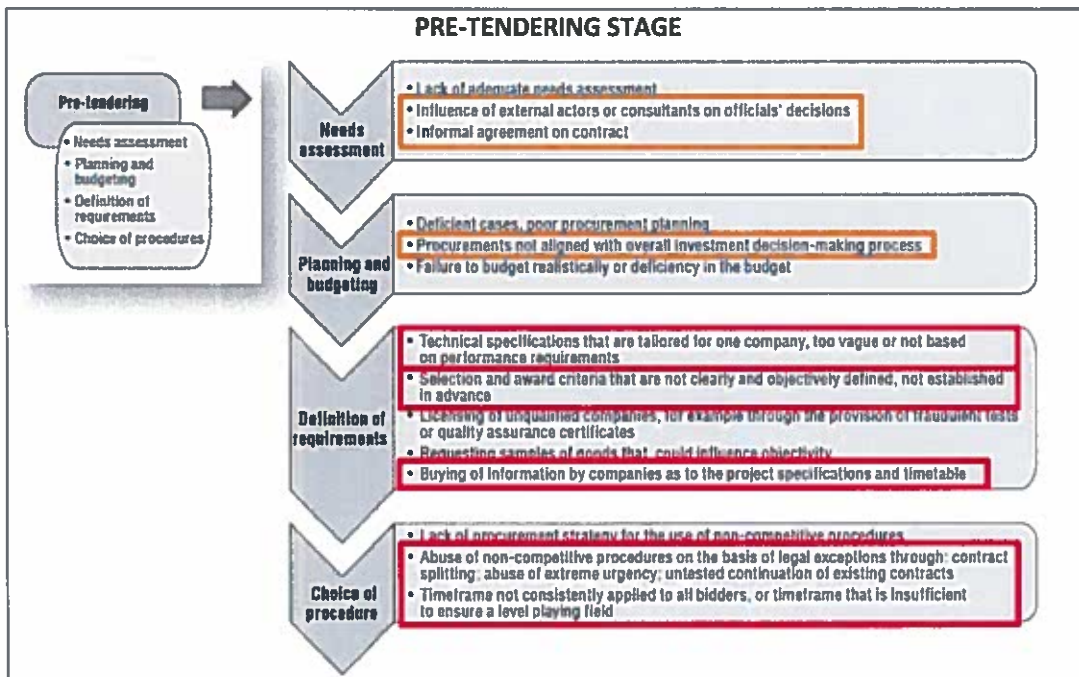 PRE-TENDERING STAGE
Pre-tendering
• Needs assessment
• Planning and
budgeting
• Definition of
requirements
• Choice of procedures
Needs
assessment
• Lack of adequate needs assessment
• Influence of external actors or consultants on officials' decisions
• Informal agreement on contract
Planning and
budgeting
• Deficient cases, poor procurement planning
• Procurements not aligned with overall investment decision-making process
• Failure to budget realistically or deficiency in the budget
Definition of
requirements
• Technical specifications that are tailored for one company, too vague or not based
on performance requirements
• Selection and award criteria that are not clearly and objectively defined, not established
in advance
• Licensing of unqualified companies, for example through the provision of fraudulent tests
or quality assurance certificates
• Requesting samples of goods that could influence objectivity
• Buying of information by companies as to the project specifications and timetable
Choice of
procedure
• Lack of procurement strategy for the use of non-competitive procedures
• Abuse of non-competitive procedures on the basis of legal exceptions through: contract
splitting; abuse of extreme urgency; untested continuation of existing contracts
• Timeframe not consistently applied to all bidders, or timeframe that is insufficient
to ensure a level playing field